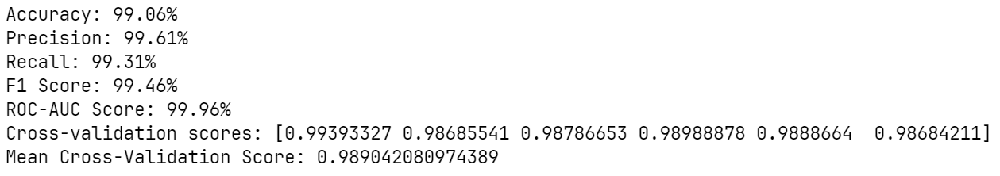 Accuracy: 99.06%
Precision: 99.61%
Recall: 99.31%
F1 Score: 99.46%
ROC-AUC Score: 99.96%
Cross-validation scores: [0.99393327 0.98685541 0.98786653 0.98988878 0.9888664  0.98684211]
Mean Cross-Validation Score: 0.989042080974389